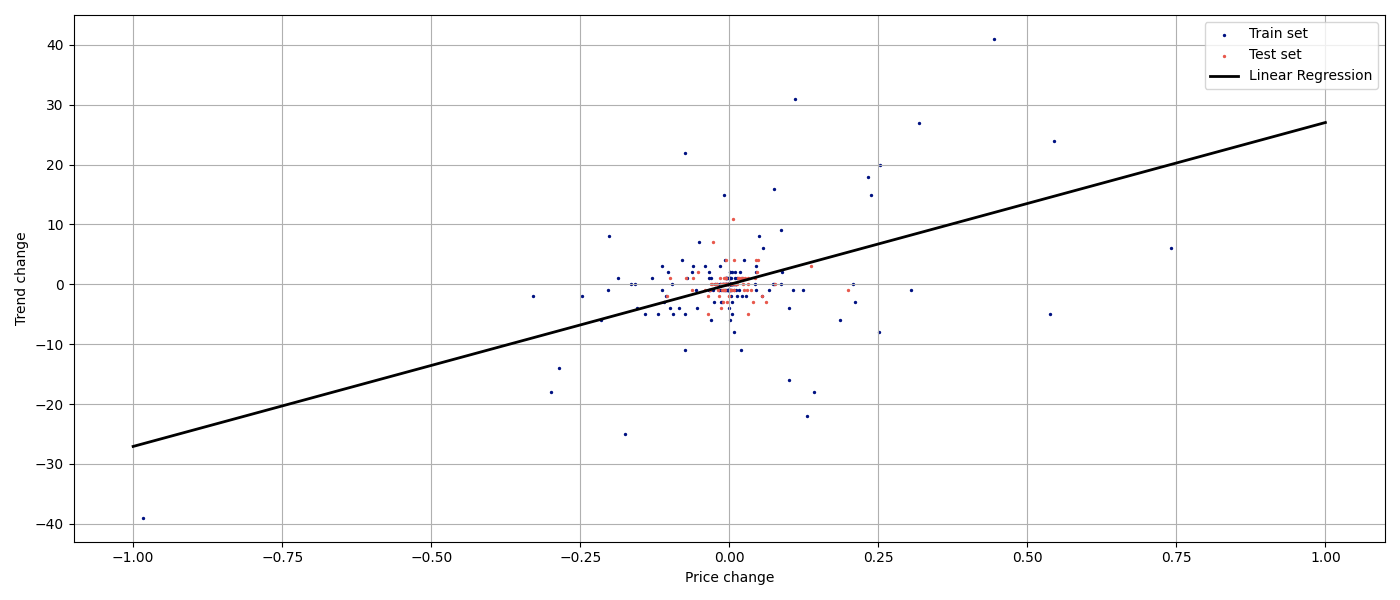 Train set
Test set
Linear Regression
Trend change
40
30
20
10
0
−10
−20
−30
−40
−1.00 −0.75 −0.50 −0.25 0.00 0.25 0.50 0.75 1.00
Price change